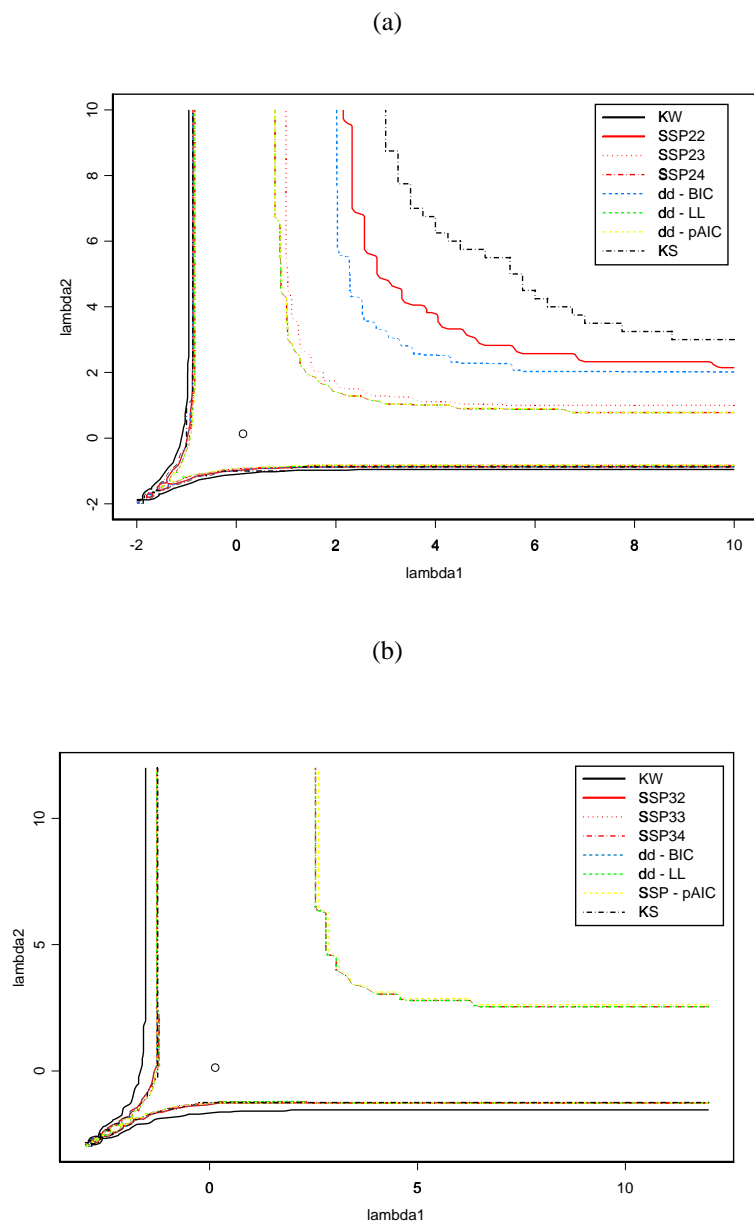 (a)
10
8
6
4
2
0
-2
lambda2
KW
SSP22
SSP23
SSP24
dd - BIC
dd - LL
dd - pAIC
KS
-2
0
2
4
6
8
10
lambda1
(b)
10
5
0
lambda2
KW
SSP32
SSP33
SSP34
dd - BIC
dd - LL
SSP - pAIC
KS
0
5
10
lambda1